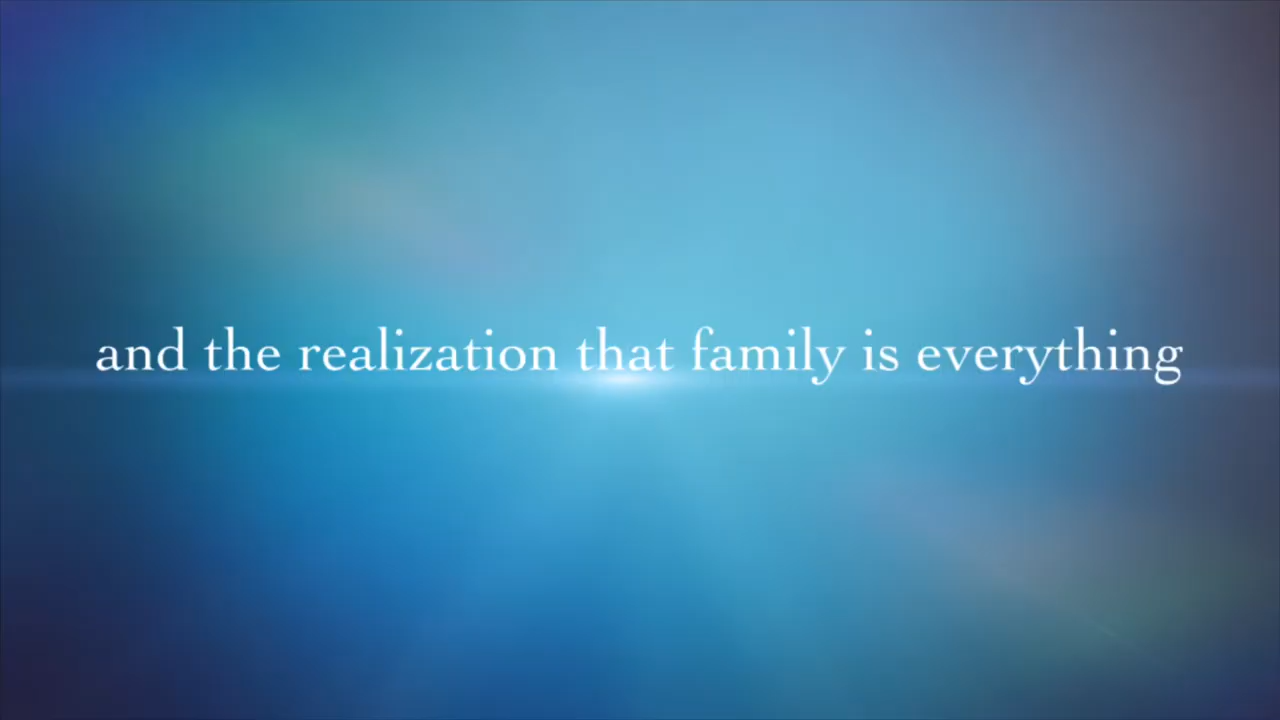 and the realization that family is everything